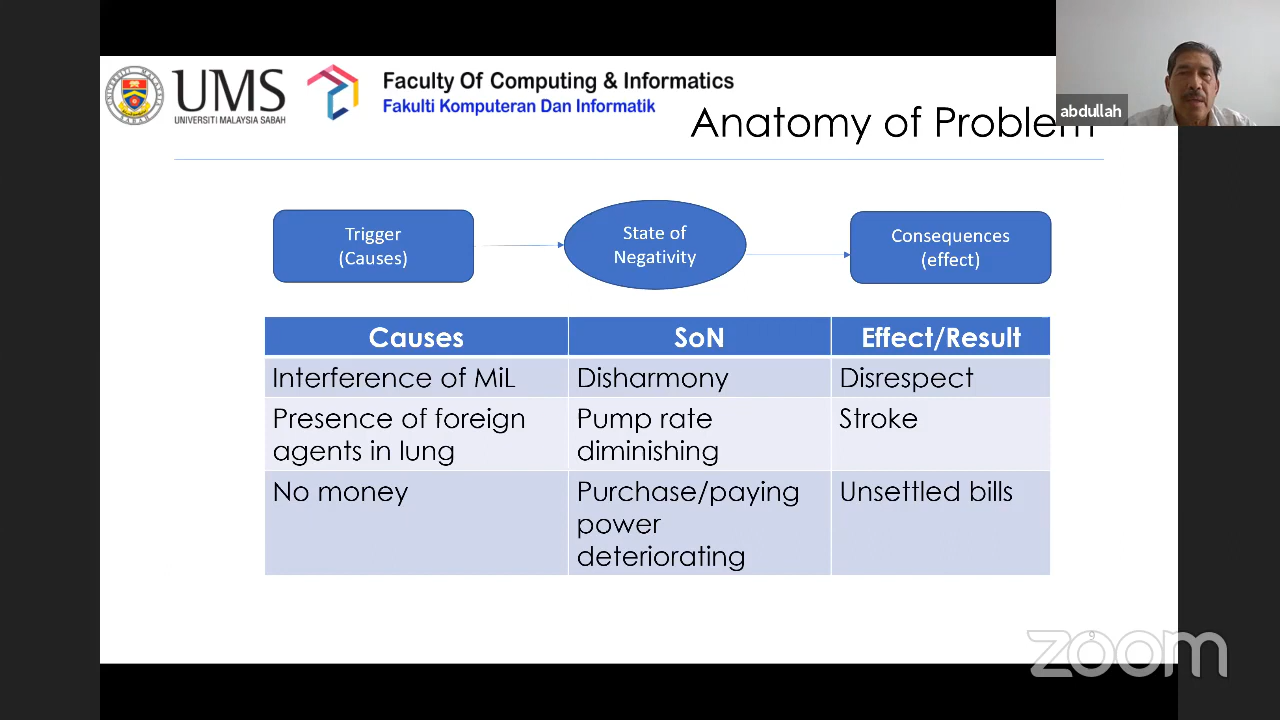 UMS
UNIVERSITI MALAYSIA SABAH
Faculty Of Computing & Informatics
Fakulti Komputeran Dan Informatik
abdullah
Anatomy of Problem
Trigger
(Causes)
State of
Negativity
Consequences
(effect)
Causes
SoN
Effect/Result
Interference of MiL
Disharmony
Disrespect
Presence of foreign
agents in lung
Pump rate
diminishing
Stroke
No money
Purchase/paying
power
deteriorating
Unsettled bills
zoom